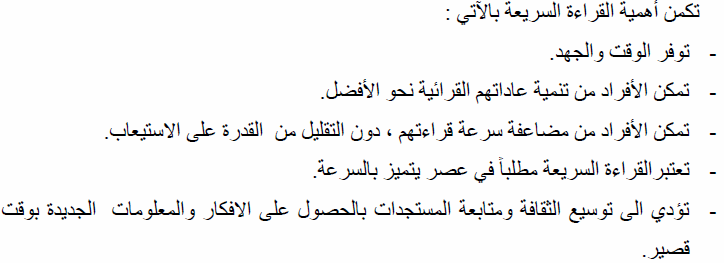 تكمن أهمية القراءة السريعة بالآتي :
- توفر الوقت والجهد.
- تمكن الأفراد من تنمية عاداتهم القرائية نحو الأفضل.
- تمكن الأفراد من مضاعفة سرعة قراءتهم ، دون التقليل من القدرة على الاستيعاب.
- تعتبرالقراءة السريعة مطلباً في عصر يتميز بالسرعة.
- تؤدي الى توسيع الثقافة ومتابعة المستجدات بالحصول على الافكار والمعلومات الجديدة بوقت
قصير.